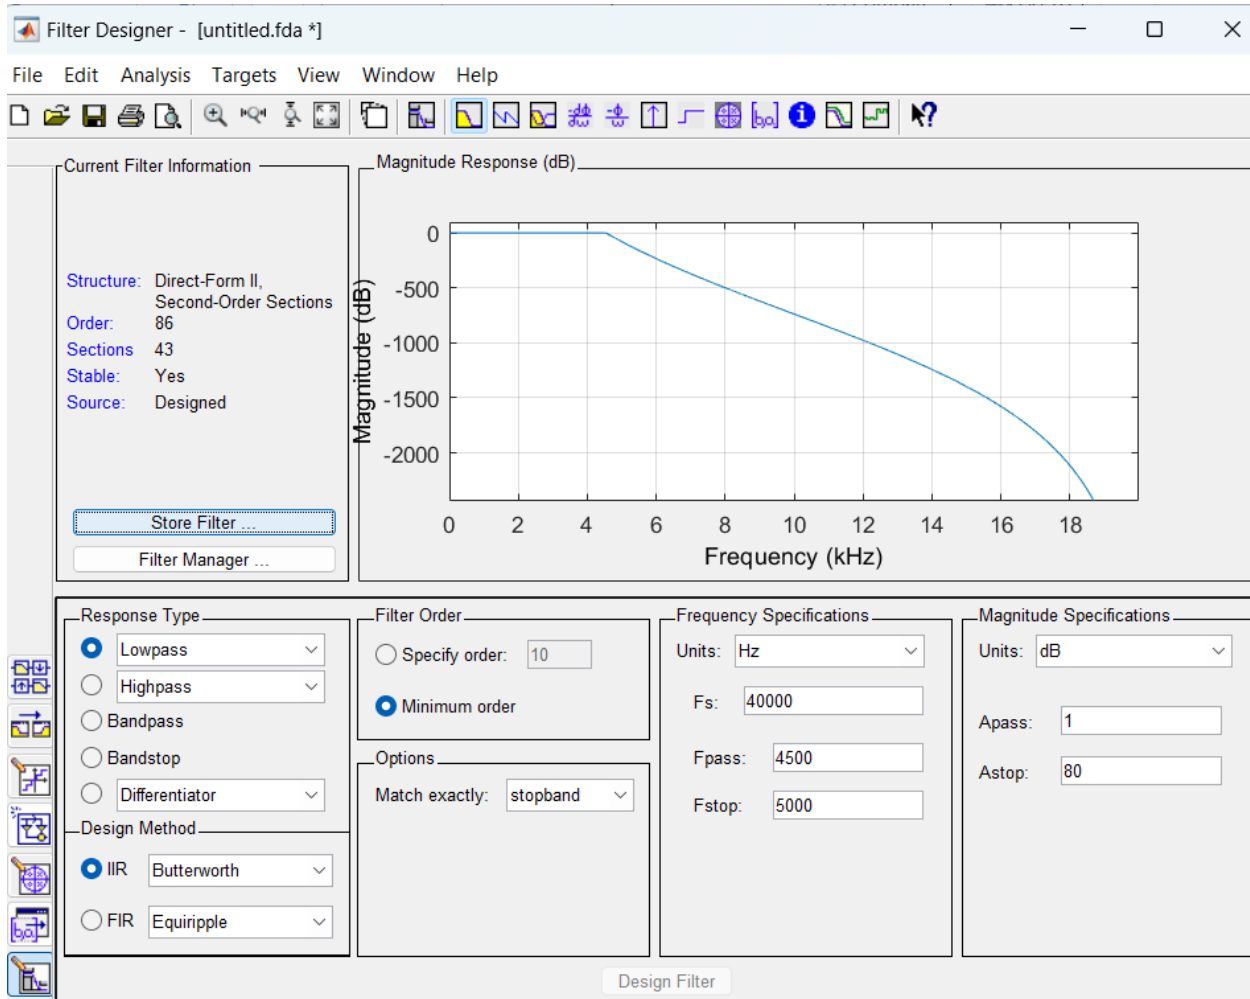 Filter Designer - [untitled.fda *]
File Edit Analysis Targets View Window Help
Current Filter Information
Structure: Direct-Form II,
Second-Order Sections
Order: 86
Sections 43
Stable: Yes
Source: Designed
Store Filter ...
Filter Manager ...
Magnitude Response (dB)
Magnitude (dB)
0
-500
-1000
-1500
-2000
0 2 4 6 8 10 12 14 16 18
Frequency (kHz)
Response Type
Lowpass
Highpass
Bandpass
Bandstop
Differentiator
Design Method
IIR Butterworth
FIR Equiripple
Filter Order
Specify order: 10
Minimum order
Options
Match exactly: stopband
Frequency Specifications
Units: Hz
Fs: 40000
Fpass: 4500
Fstop: 5000
Magnitude Specifications
Units: dB
Apass: 1
Astop: 80
Design Filter